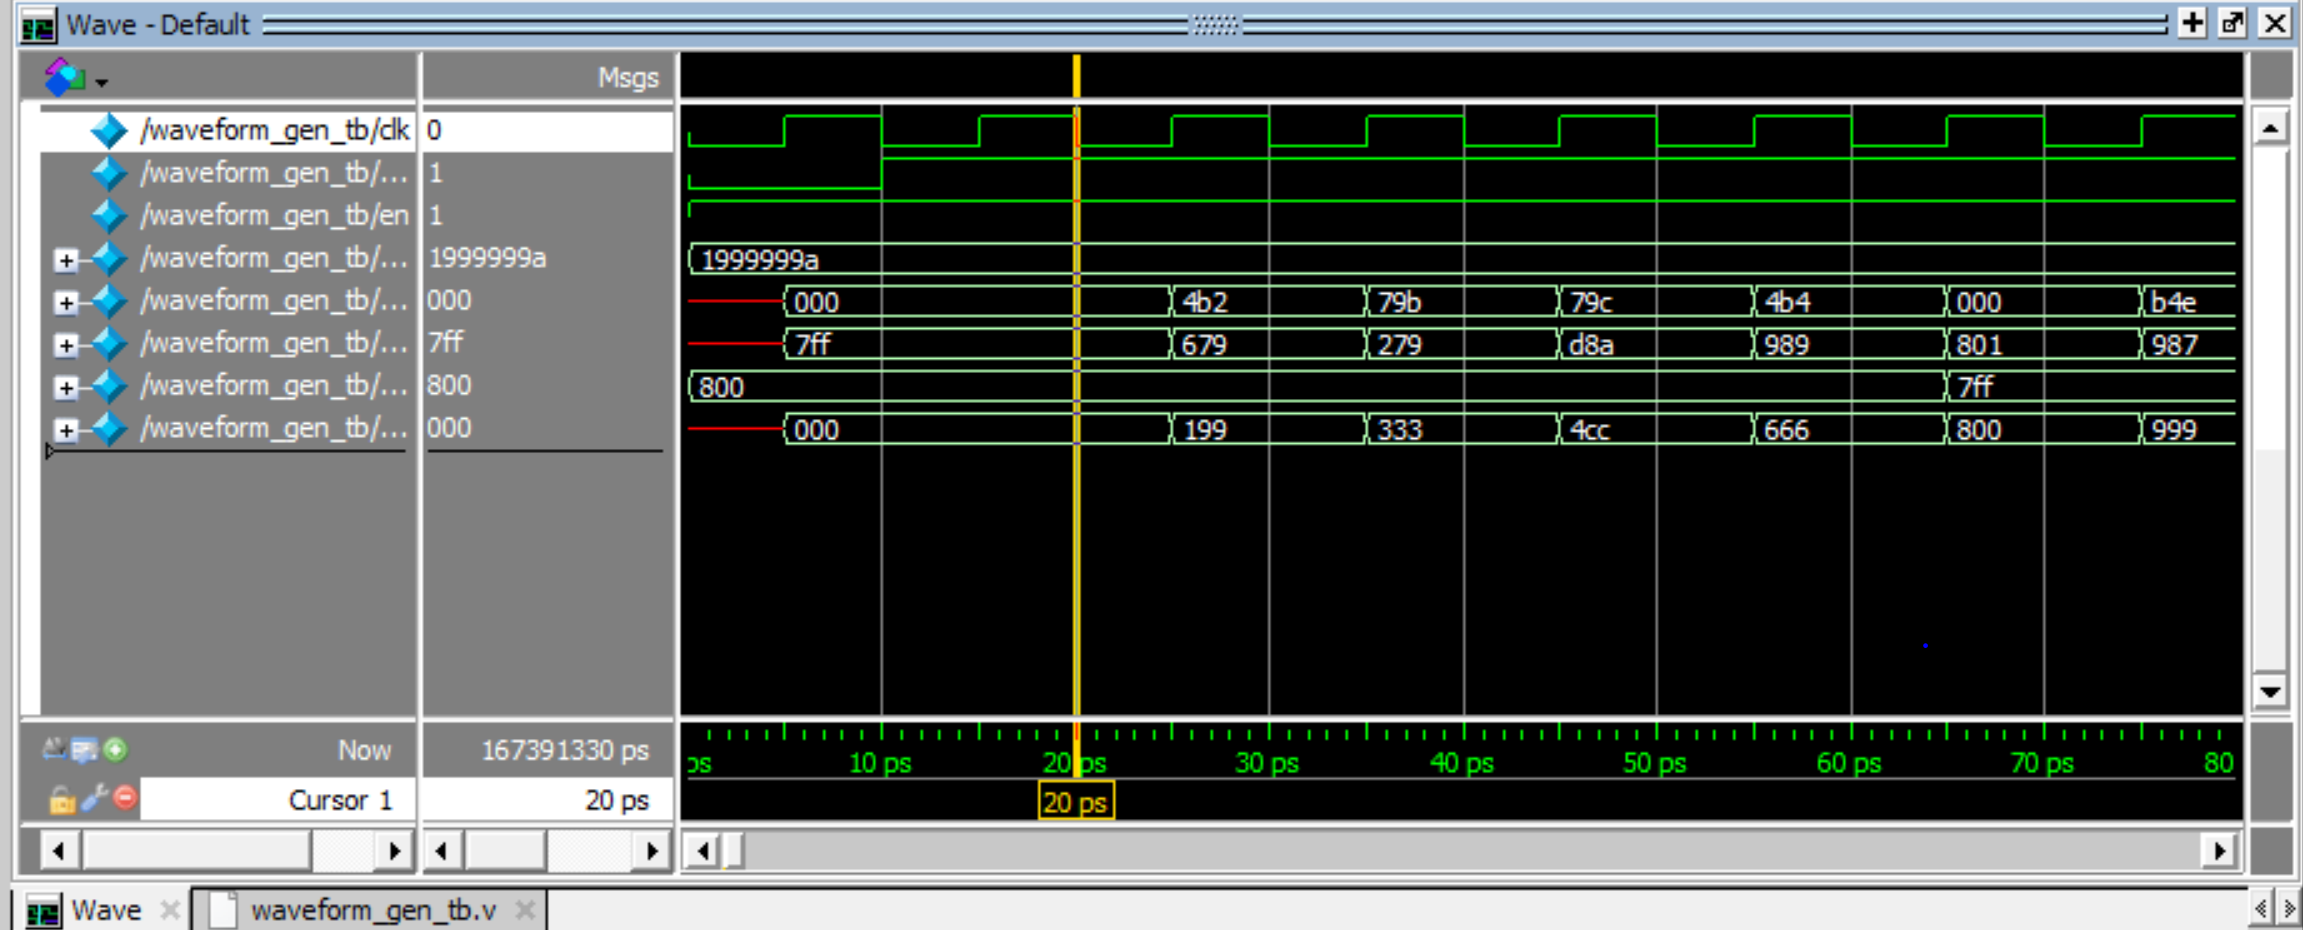 Wave - Default
Msgs
/waveform_gen_tb/clk 0
/waveform_gen_tb/... 1
/waveform_gen_tb/en 1
/waveform_gen_tb/... 1999999a 1999999a
/waveform_gen_tb/... 000 000 4b2 79b 79c 4b4 000 b4e
/waveform_gen_tb/... 7ff 7ff 679 279 d8a 989 801 987
/waveform_gen_tb/... 800 800 7ff
/waveform_gen_tb/... 000 000 199 333 4cc 666 800 999
Now 167391330 ps ps 10 ps 20 ps 30 ps 40 ps 50 ps 60 ps 70 ps 80
Cursor 1 20 ps 20 ps
Wave waveform_gen_tb.v